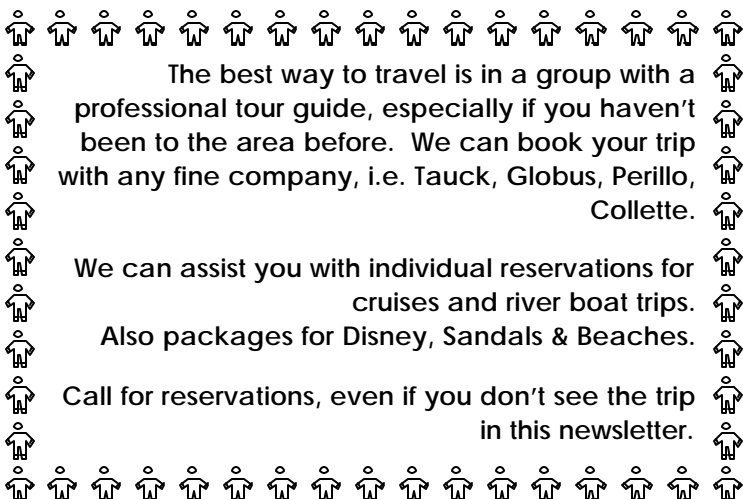 The best way to travel is in a group with a
professional tour guide, especially if you haven't
been to the area before.  We can book your trip
with any fine company, i.e. Tauck, Globus, Perillo,
Collette.
We can assist you with individual reservations for
cruises and river boat trips.
Also packages for Disney, Sandals & Beaches.
Call for reservations, even if you don't see the trip
in this newsletter.